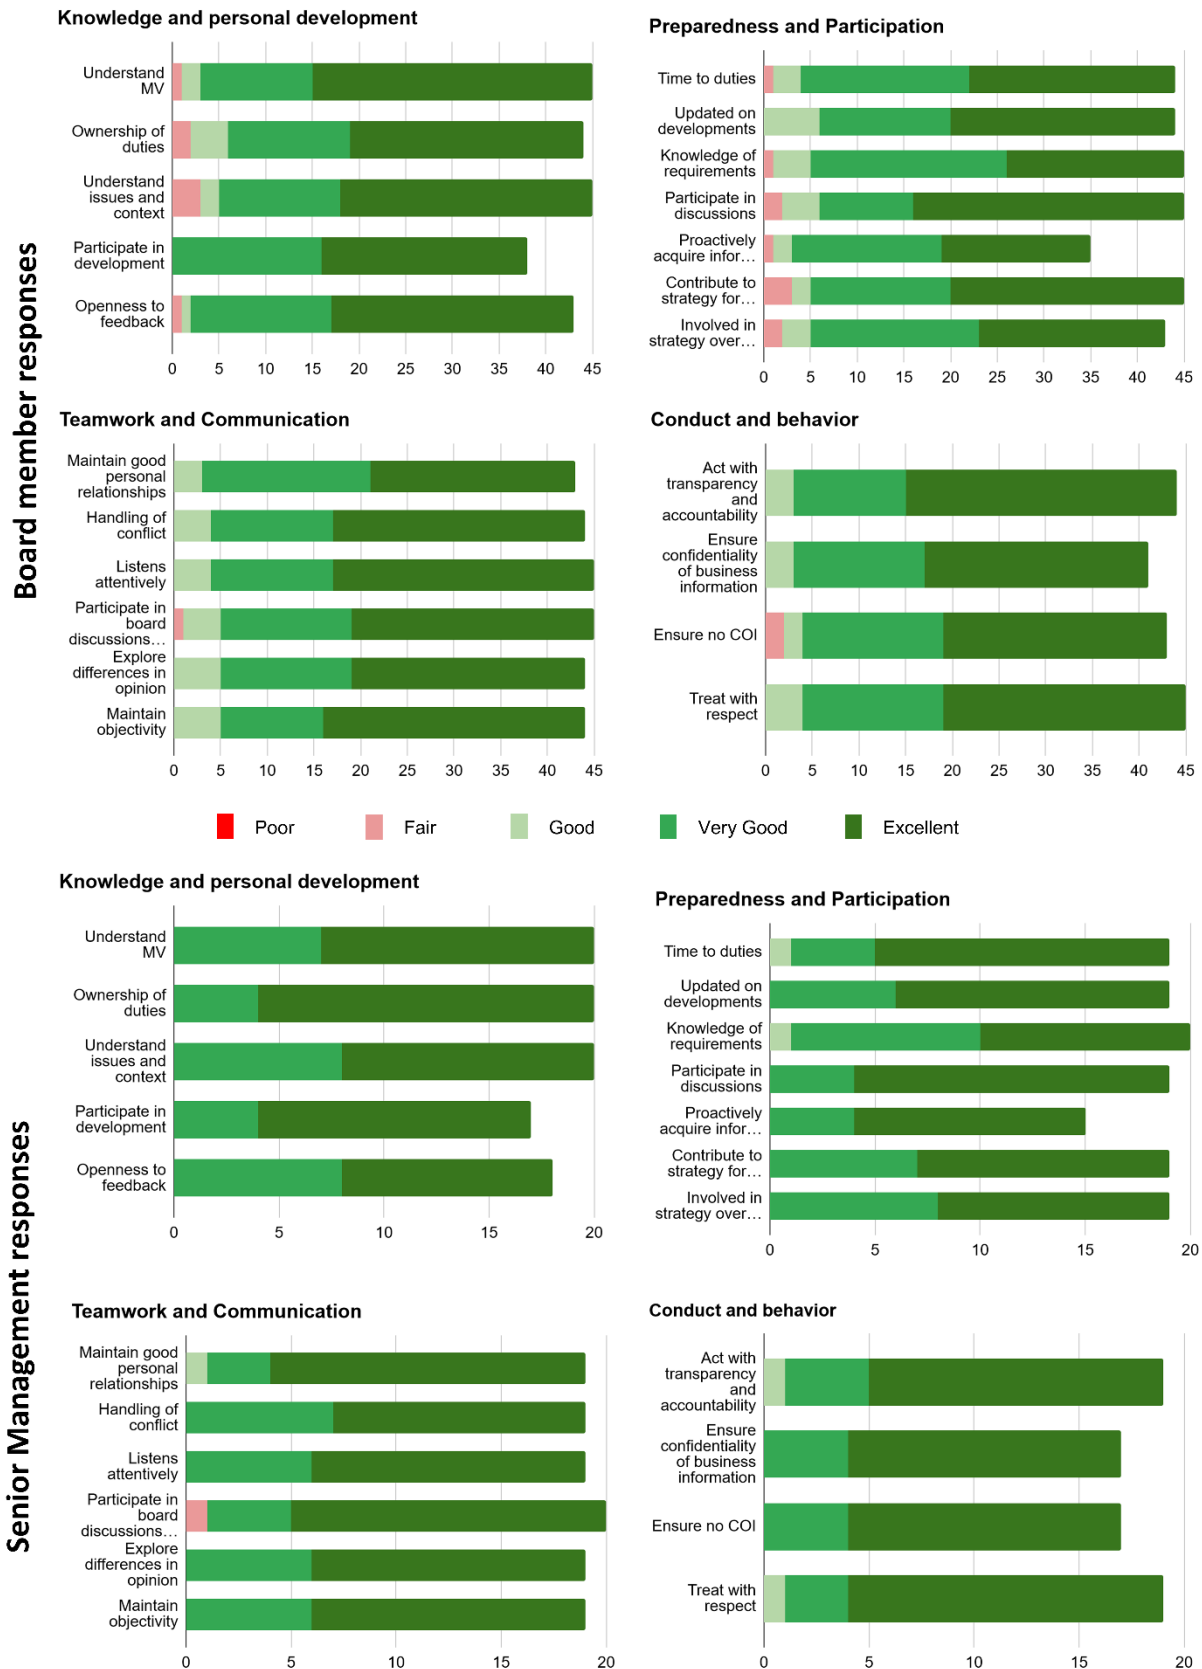 Board member responses
Knowledge and personal development
Understand
MV
Ownership of
duties
Understand
issues and
context
Participate in
development
Openness to
feedback
0 5 10 15 20 25 30 35 40 45
Preparedness and Participation
Time to duties
Updated on
developments
Knowledge of
requirements
Participate in
discussions
Proactively
acquire infor…
Contribute to
strategy for…
Involved in
strategy over…
0 5 10 15 20 25 30 35 40 45
Teamwork and Communication
Maintain good
personal
relationships
Handling of
conflict
Listens
attentively
Participate in
board
discussions…
Explore
differences in
opinion
Maintain
objectivity
0 5 10 15 20 25 30 35 40 45
Conduct and behavior
Act with
transparency
and
accountability
Ensure
confidentiality
of business
information
Ensure no COI
Treat with
respect
0 5 10 15 20 25 30 35 40 45
Poor Fair Good Very Good Excellent
Senior Management responses
Knowledge and personal development
Understand
MV
Ownership of
duties
Understand
issues and
context
Participate in
development
Openness to
feedback
0 5 10 15 20
Preparedness and Participation
Time to duties
Updated on
developments
Knowledge of
requirements
Participate in
discussions
Proactively
acquire infor…
Contribute to
strategy for…
Involved in
strategy over…
0 5 10 15 20
Teamwork and Communication
Maintain good
personal
relationships
Handling of
conflict
Listens
attentively
Participate in
board
discussions…
Explore
differences in
opinion
Maintain
objectivity
0 5 10 15 20
Conduct and behavior
Act with
transparency
and
accountability
Ensure
confidentiality
of business
information
Ensure no COI
Treat with
respect
0 5 10 15 20